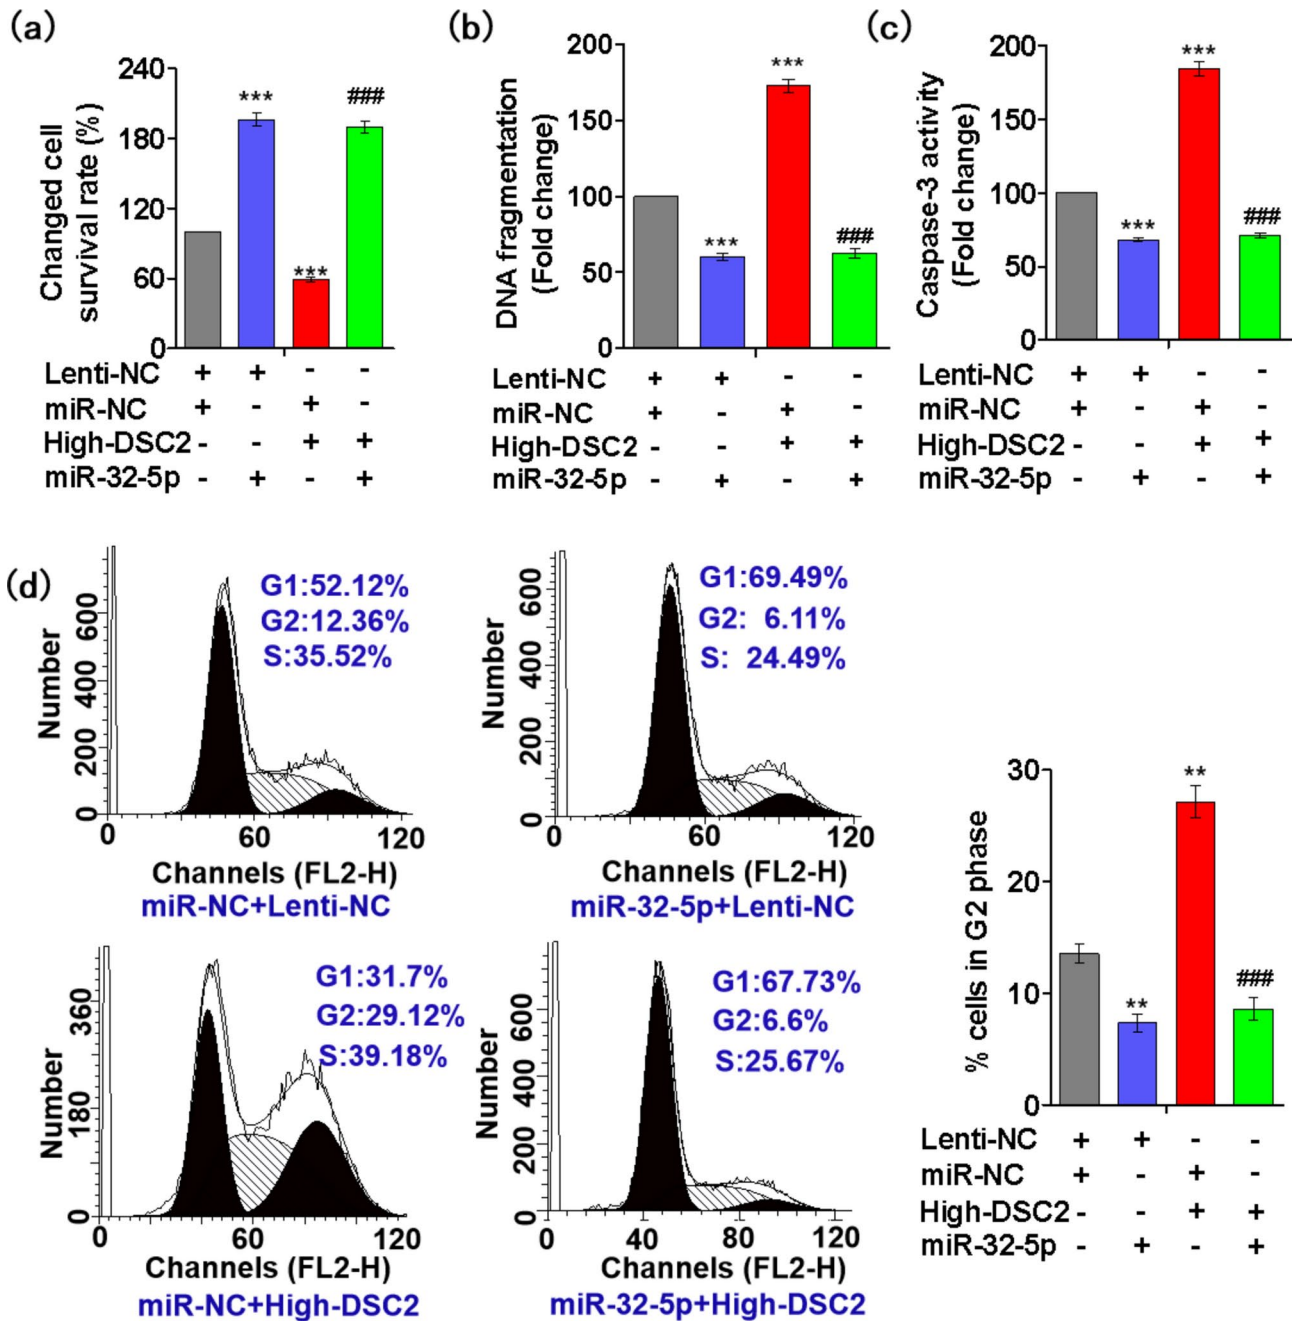 (a)
Changed cell
survival rate (%)
240
180
120
60
0
***
***
###
Lenti-NC + + - -
miR-NC + - + -
High-DSC2 - - + +
miR-32-5p - + - +
(b)
DNA fragmentation
(Fold change)
200
150
100
50
0
***
***
###
Lenti-NC + + - -
miR-NC + - + -
High-DSC2 - - + +
miR-32-5p - + - +
(c)
Caspase-3 activity
(Fold change)
200
150
100
50
0
***
***
###
Lenti-NC + + - -
miR-NC + - + -
High-DSC2 - - + +
miR-32-5p - + - +
(d)
Number
600
400
200
0
G1:52.12%
G2:12.36%
S:35.52%
0 60 120
Channels (FL2-H)
miR-NC+Lenti-NC
Number
600
400
200
0
G1:69.49%
G2: 6.11%
S: 24.49%
0 60 120
Channels (FL2-H)
miR-32-5p+Lenti-NC
Number
360
180
0
G1:31.7%
G2:29.12%
S:39.18%
0 60 120
Channels (FL2-H)
miR-NC+High-DSC2
Number
600
400
200
0
G1:67.73%
G2:6.6%
S:25.67%
0 40 80 120
Channels (FL2-H)
miR-32-5p+High-DSC2
% cells in G2 phase
30
20
10
0
**
**
###
Lenti-NC + + - -
miR-NC + - + -
High-DSC2 - - + +
miR-32-5p - + - +